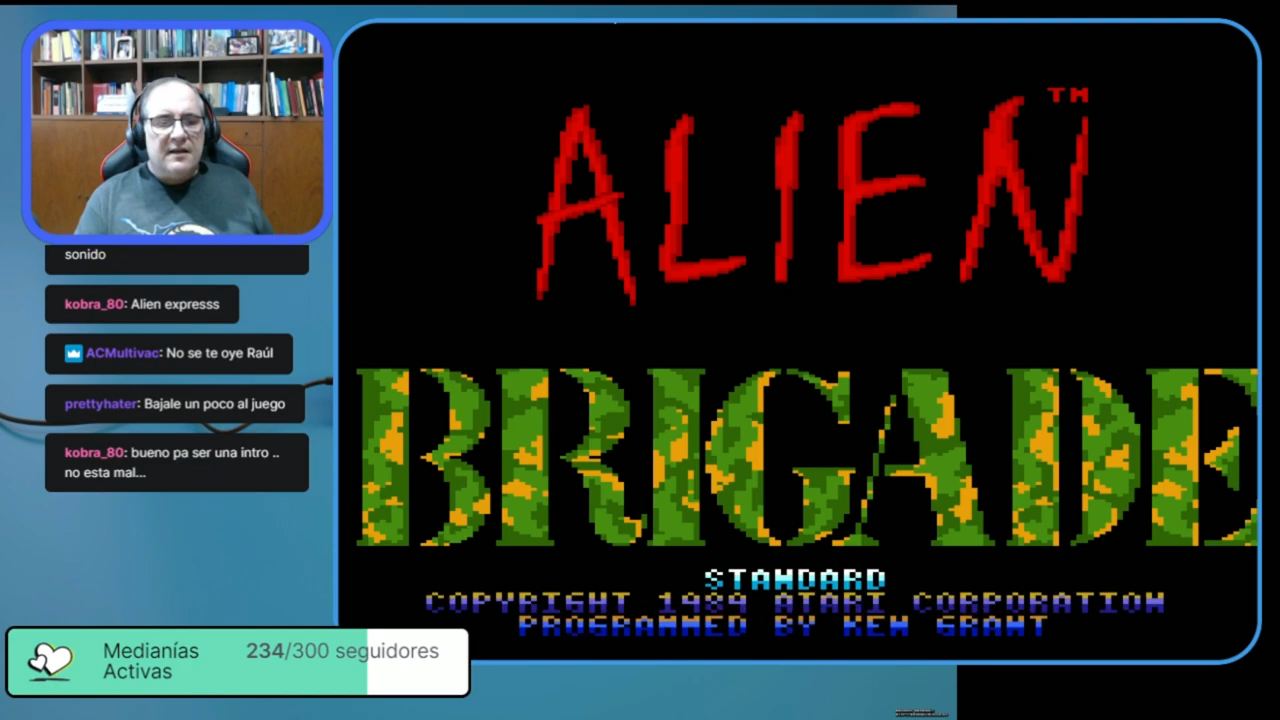 sonido
kobra_80: Alien expresss
ACMultivac: No se te oye Raúl
prettyhater: Bajale un poco al juego
kobra_80: bueno pa ser una intro ..
no esta mal...
Medianías
Activas
234/300 seguidores
ALIEN
TM
BRIGADE
STANDARD
COPYRIGHT 1989 ATARI CORPORATION
PROGRAMMED BY KEN GRANT